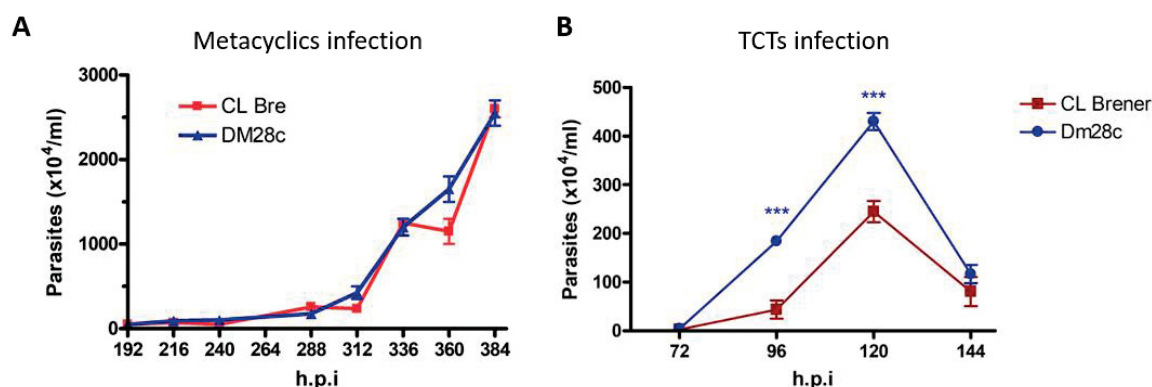 A
Metacyclics infection
3000
2000
1000
0
Parasites (x10⁴/ml)
CL Bre
DM28c
192 216 240 264 288 312 336 360 384
h.p.i
B
TCTs infection
500
400
300
200
100
0
Parasites (x10⁴/ml)
***
***
CL Brener
Dm28c
72 96 120 144
h.p.i